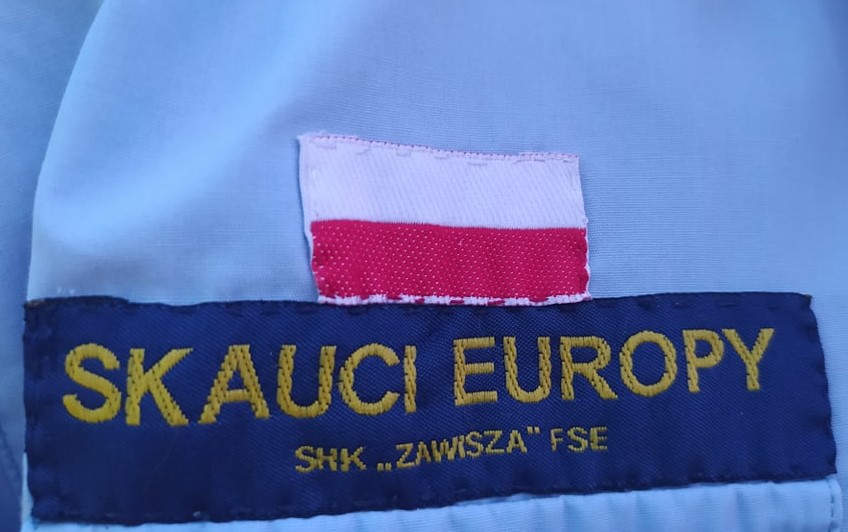 SKAUCI EUROPY
SHK „ZAWISZA" FSE